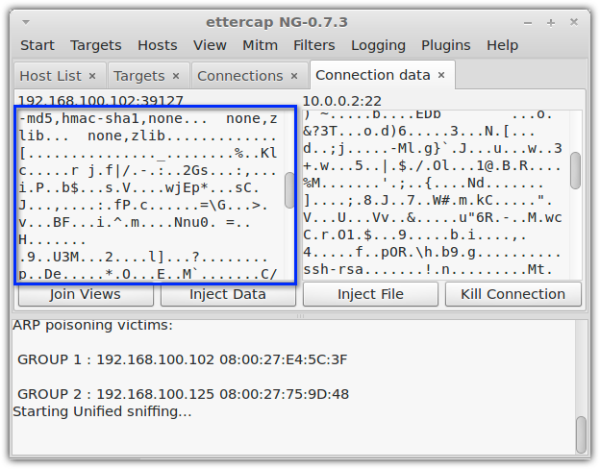 ettercap NG-0.7.3
Start Targets Hosts View Mitm Filters Logging Plugins Help
Host List × Targets × Connections × Connection data ×
192.168.100.102:39127
-md5,hmac-sha1,none... none,z
lib... none,zlib.............
[..............._........%..Kl
c.....r j.f|/.-.:..2Gs...:,...
i.P..b$...s.V....wjEp*...sC.
J...,....:.fP.c......=\G...>.
v...BF...i.^.m....Nnu0. =..
H.......
.9..U3M...2....l]...?........
p..De.....*.O...E..M`.......C/
10.0.0.2:22
) ~.....b....EDb ...o.
&?3T...o.d)6.....3...N.[...
d..;j.....-Ml.g}`.J...u...w..3
+.w...5..|.$./.Ol...1@.B.R....
%M.......'.;..{....Nd.......
]....;.8.J..7..W#.m.kC.....".
V...U...Vv..&.....u"6R.-..M.wc
C.r.O1.$...9.....b.i....,.
4.....f..pOR.\h.b9.g..........
ssh-rsa.......!.n.........Mt.
Join Views Inject Data Inject File Kill Connection
ARP poisoning victims:
GROUP 1 : 192.168.100.102 08:00:27:E4:5C:3F
GROUP 2 : 192.168.100.125 08:00:27:75:9D:48
Starting Unified sniffing...